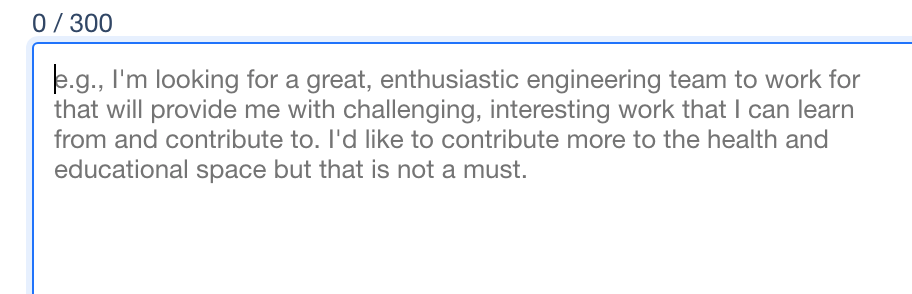 0 / 300
e.g., I'm looking for a great, enthusiastic engineering team to work for
that will provide me with challenging, interesting work that I can learn
from and contribute to. I'd like to contribute more to the health and
educational space but that is not a must.